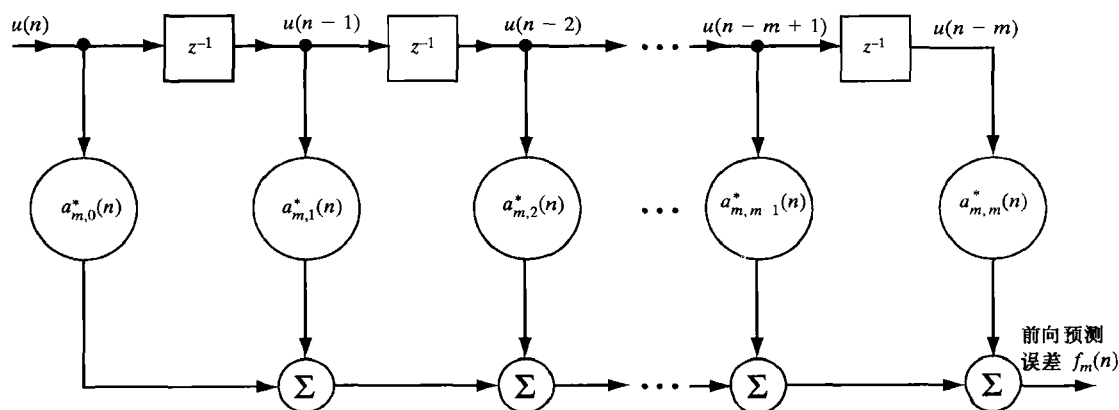 u(n)
z⁻¹
u(n − 1)
z⁻¹
u(n − 2)
···
u(n − m + 1)
z⁻¹
u(n − m)
a*ₘ,₀(n)
a*ₘ,₁(n)
a*ₘ,₂(n)
···
a*ₘ,ₘ₋₁(n)
a*ₘ,ₘ(n)
前向预测
误差 fₘ(n)
Σ
Σ
···
Σ
Σ